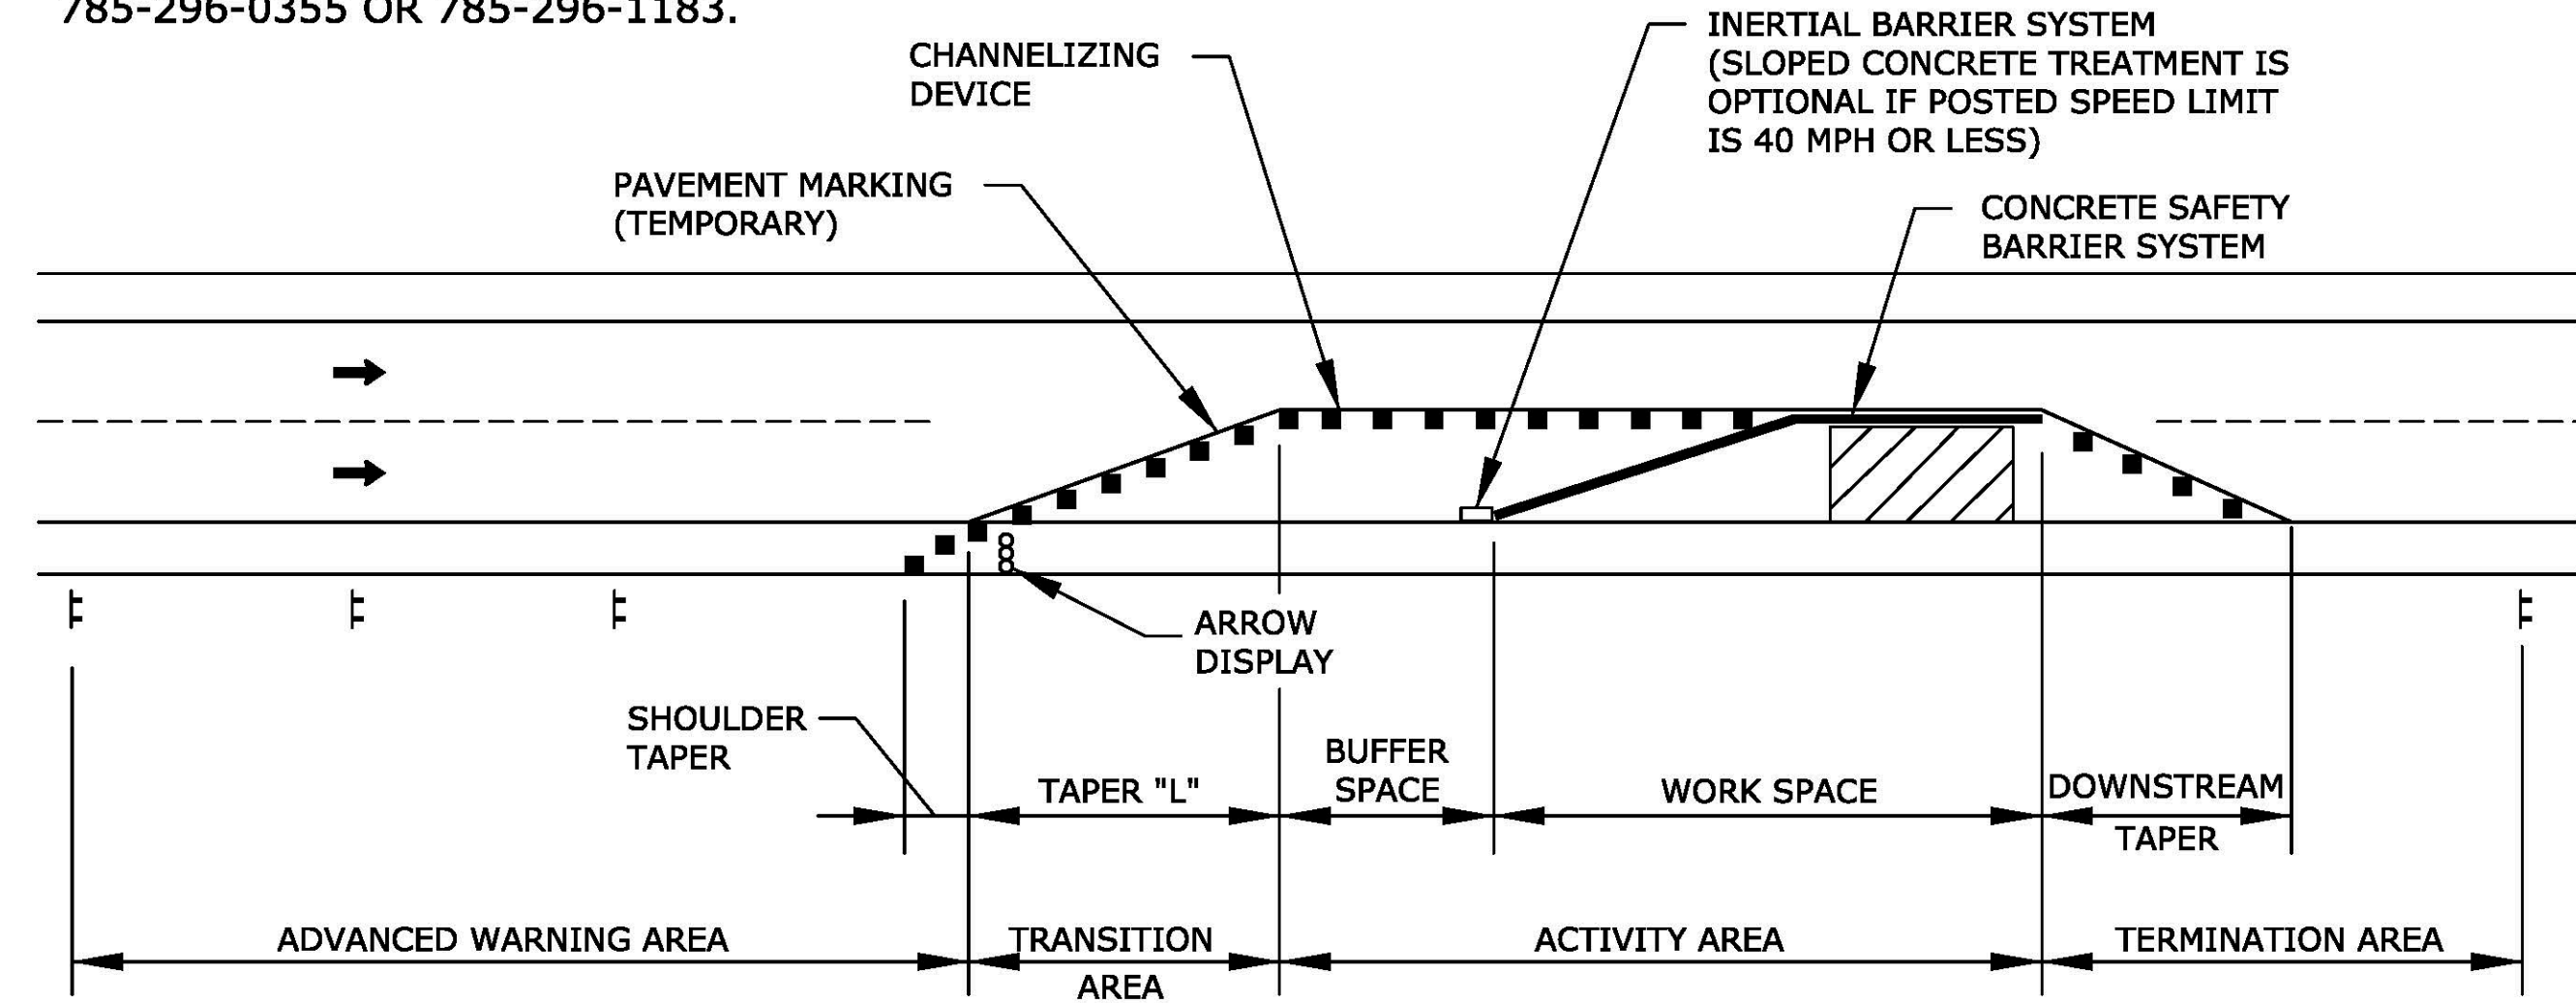 785-296-0355 OR 785-296-1183.
INERTIAL BARRIER SYSTEM
(SLOPED CONCRETE TREATMENT IS
OPTIONAL IF POSTED SPEED LIMIT
IS 40 MPH OR LESS)
CHANNELIZING
DEVICE
PAVEMENT MARKING
(TEMPORARY)
CONCRETE SAFETY
BARRIER SYSTEM
ARROW
DISPLAY
SHOULDER
TAPER
TAPER "L"
BUFFER
SPACE
WORK SPACE
DOWNSTREAM
TAPER
ADVANCED WARNING AREA
TRANSITION
AREA
ACTIVITY AREA
TERMINATION AREA